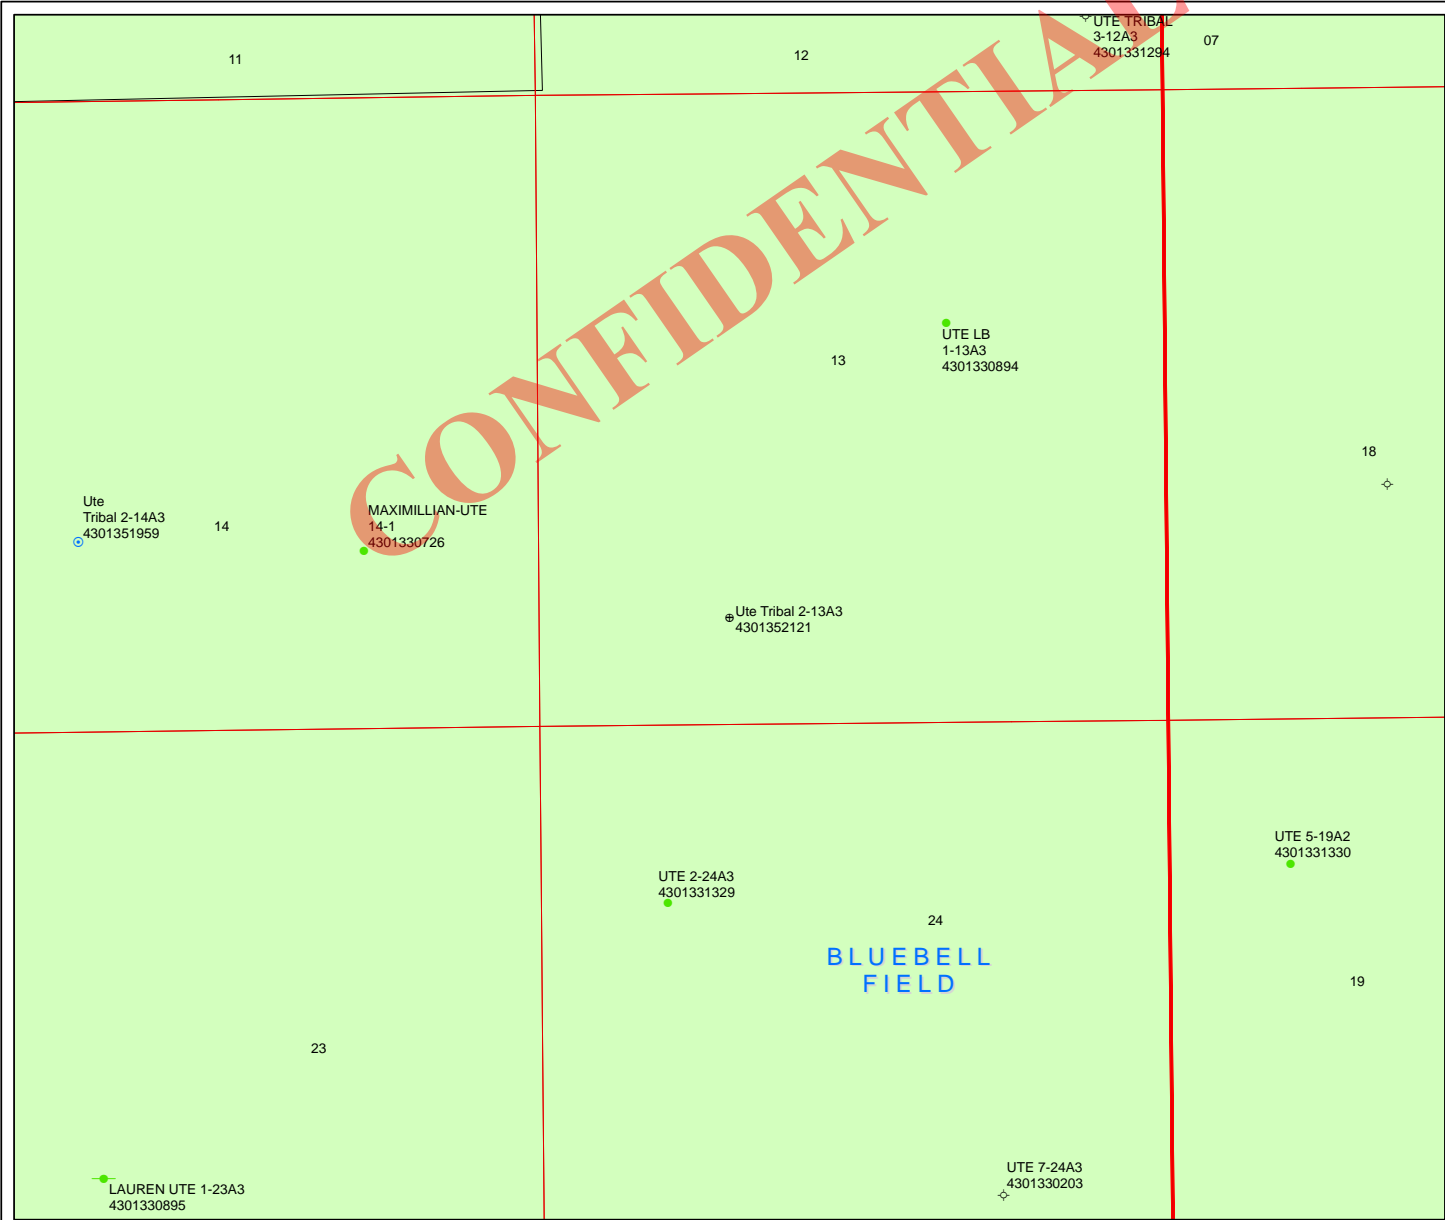 UTE TRIBAL
3-12A3
4301331294
11
12
07
CONFIDENTIAL
UTE LB
1-13A3
4301330894
13
18
Ute
Tribal 2-14A3
4301351959
14
MAXIMILLIAN-UTE
14-1
4301330726
Ute Tribal 2-13A3
4301352121
UTE 5-19A2
4301331330
UTE 2-24A3
4301331329
24
BLUEBELL
FIELD
19
23
UTE 7-24A3
4301330203
LAUREN UTE 1-23A3
4301330895